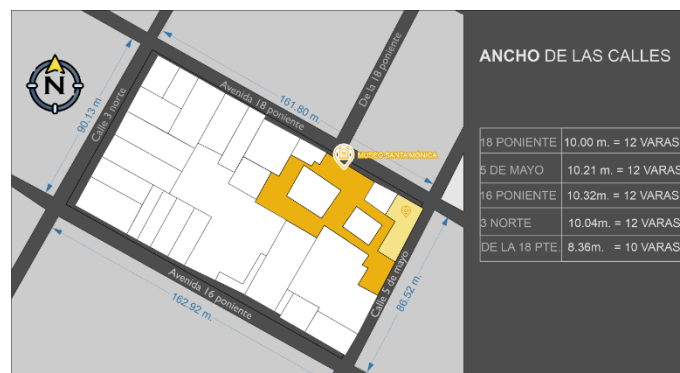 N
90.13 m
Calle 3 norte
Avenida 18 poniente
161.80 m.
De la 18 poniente
MUSEO SANTA MÓNICA
Avenida 16 poniente
162.92 m.
Calle 5 de mayo
86.52 m.
ANCHO DE LAS CALLES
18 PONIENTE 10.00 m. = 12 VARAS
5 DE MAYO 10.21 m. = 12 VARAS
16 PONIENTE 10.32m. = 12 VARAS
3 NORTE 10.04m. = 12 VARAS
DE LA 18 PTE. 8.36m. = 10 VARAS